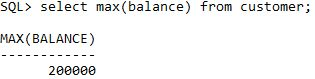 SQL> select max(balance) from customer;
MAX(BALANCE)
------------
200000